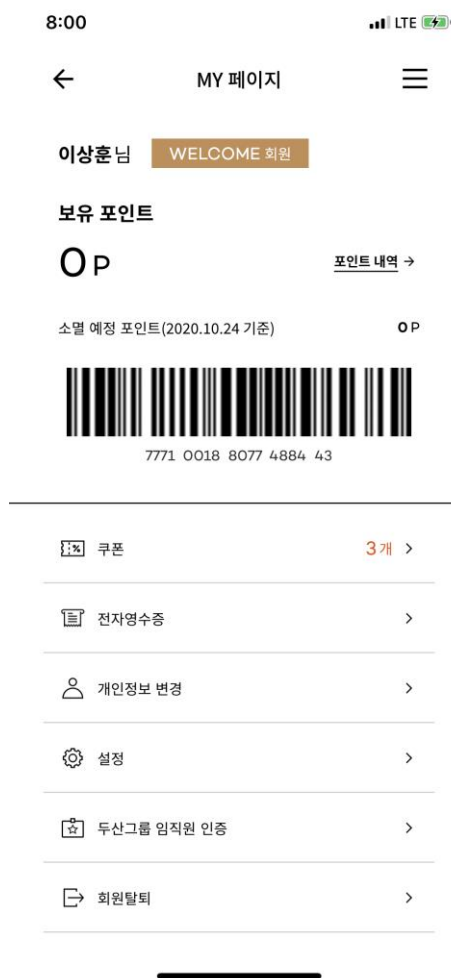 8:00 LTE
MY 페이지
이상훈님 WELCOME 회원
보유 포인트
0 P 포인트 내역 →
소멸 예정 포인트(2020.10.24 기준) 0 P
7771 0018 8077 4884 43
쿠폰 3개 >
전자영수증 >
개인정보 변경 >
설정 >
두산그룹 임직원 인증 >
회원탈퇴 >